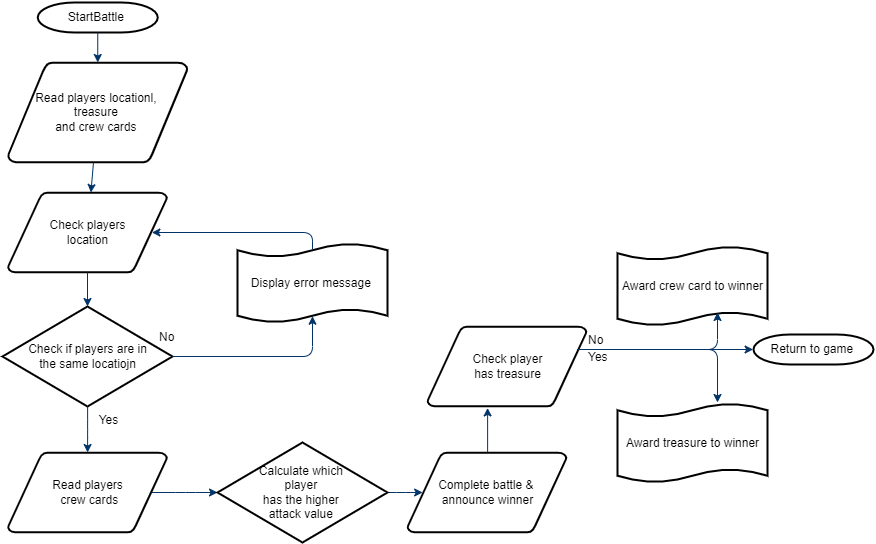 StartBattle
Read players locationl,
treasure
and crew cards
Check players
location
Display error message
No
Check if players are in
the same locatiojn
Yes
Read players
crew cards
Calculate which
player
has the higher
attack value
Complete battle &
announce winner
Check player
has treasure
No
Yes
Award crew card to winner
Return to game
Award treasure to winner